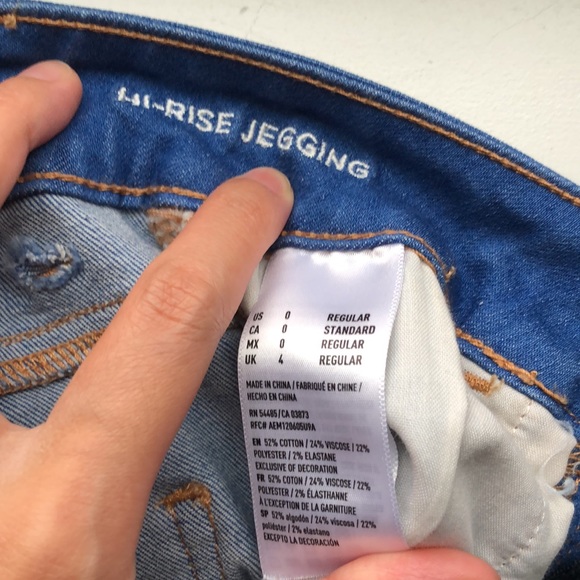 HI-RISE JEGGING
US 0 REGULAR
CA 0 STANDARD
MX 0 REGULAR
UK 4 REGULAR
MADE IN CHINA / FABRIQUÉ EN CHINE /
HECHO EN CHINA
RN 54485/CA 03873
RFC# AEM120605U9A
EN 52% COTTON / 24% VISCOSE / 22%
POLYESTER / 2% ELASTANE
EXCLUSIVE OF DECORATION
FR 52% COTON / 24% VISCOSE / 22%
POLYESTER / 2% ÉLASTHANNE
À L'EXCEPTION DE LA GARNITURE
SP 52% algodón / 24% viscosa / 22%
poliéster / 2% elastano
EXCEPTO LA DECORACIÓN